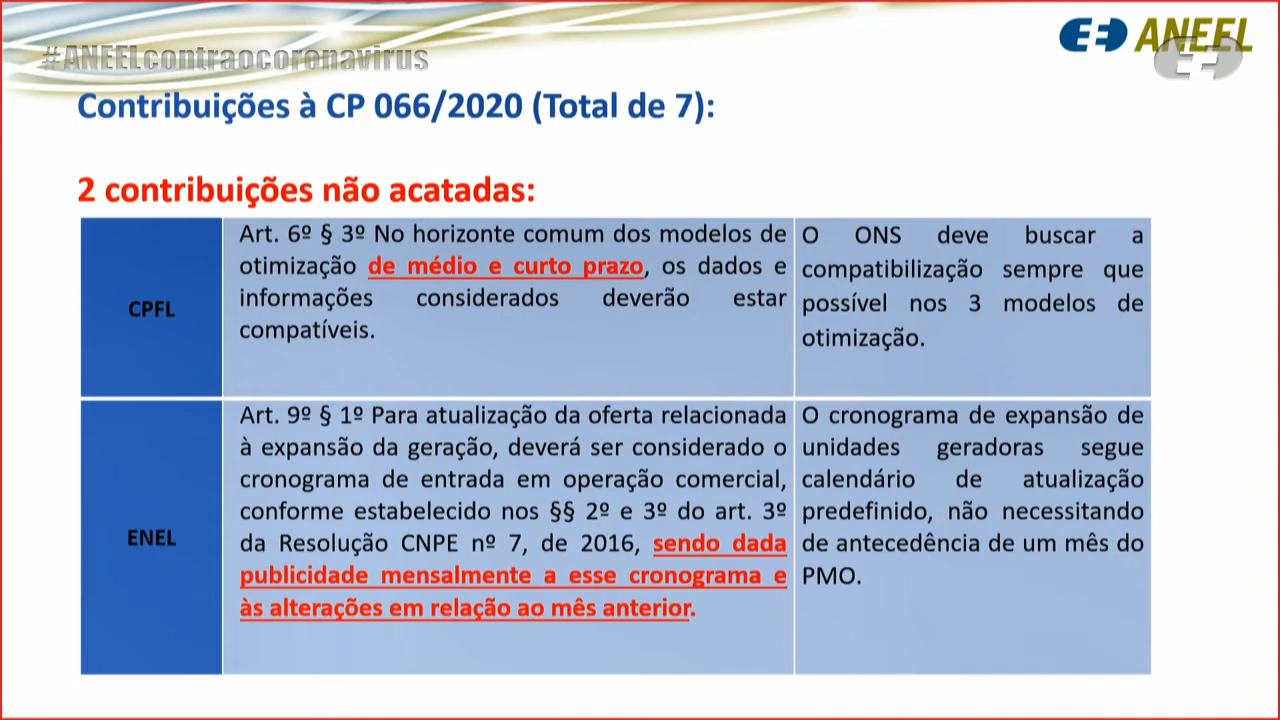 #ANEELcontraocoronavirus
ANEEL
Contribuições à CP 066/2020 (Total de 7):
2 contribuições não acatadas:
CPFL
Art. 6º § 3º No horizonte comum dos modelos de
otimização de médio e curto prazo, os dados e
informações considerados deverão estar
compatíveis.
O ONS deve buscar a
compatibilização sempre que
possível nos 3 modelos de
otimização.
ENEL
Art. 9º § 1º Para atualização da oferta relacionada
à expansão da geração, deverá ser considerado o
cronograma de entrada em operação comercial,
conforme estabelecido nos §§ 2º e 3º do art. 3º
da Resolução CNPE nº 7, de 2016, sendo dada
publicidade mensalmente a esse cronograma e
às alterações em relação ao mês anterior.
O cronograma de expansão de
unidades geradoras segue
calendário de atualização
predefinido, não necessitando
de antecedência de um mês do
PMO.